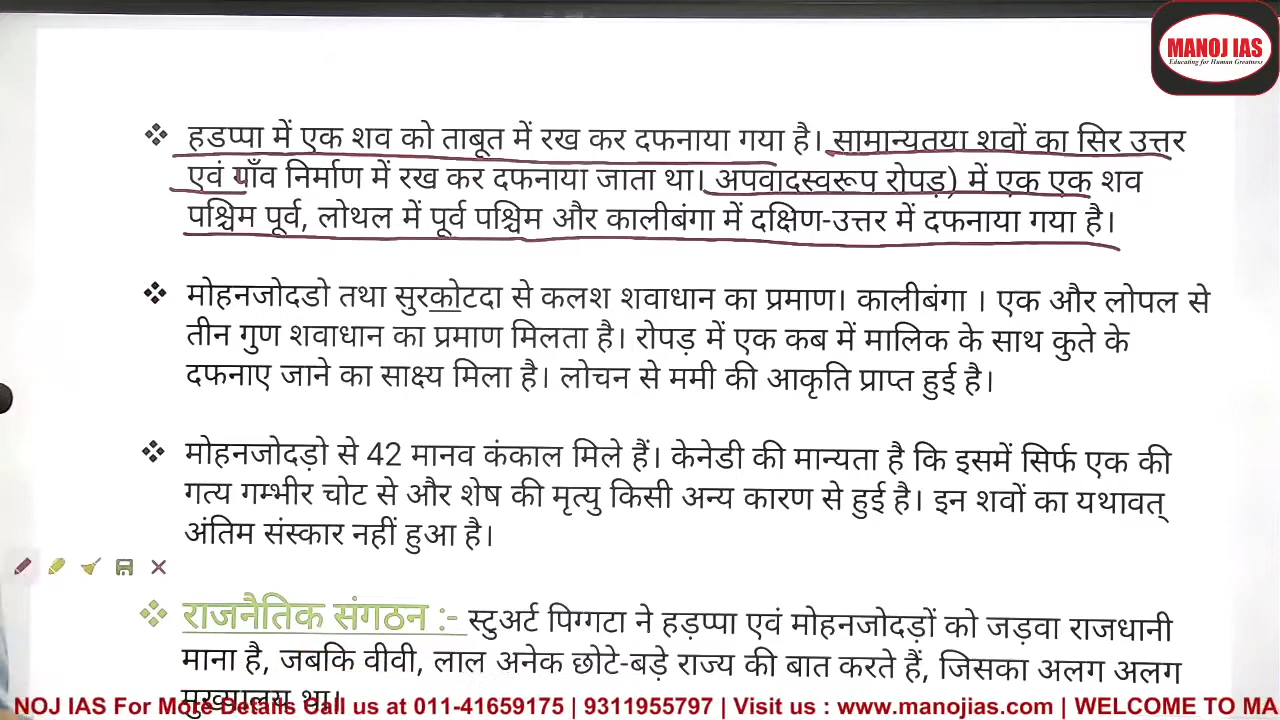 MANOJ IAS
Educating for Human Greatness
❖ हडप्पा में एक शव को ताबूत में रख कर दफनाया गया है। सामान्यतया शवों का सिर उत्तर
एवं पाँव निर्माण में रख कर दफनाया जाता था। अपवादस्वरूप रोपड़) में एक एक शव
पश्चिम पूर्व, लोथल में पूर्व पश्चिम और कालीबंगा में दक्षिण-उत्तर में दफनाया गया है।
❖ मोहनजोदडो तथा सुरकोटदा से कलश शवाधान का प्रमाण। कालीबंगा । एक और लोपल से
तीन गुण शवाधान का प्रमाण मिलता है। रोपड़ में एक कब में मालिक के साथ कुते के
दफनाए जाने का साक्ष्य मिला है। लोचन से ममी की आकृति प्राप्त हुई है।
❖ मोहनजोदड़ो से 42 मानव कंकाल मिले हैं। केनेडी की मान्यता है कि इसमें सिर्फ एक की
गत्य गम्भीर चोट से और शेष की मृत्यु किसी अन्य कारण से हुई है। इन शवों का यथावत्
अंतिम संस्कार नहीं हुआ है।
❖ राजनैतिक संगठन :- स्टुअर्ट पिग्गटा ने हड़प्पा एवं मोहनजोदड़ों को जड़वा राजधानी
माना है, जबकि वीवी, लाल अनेक छोटे-बड़े राज्य की बात करते हैं, जिसका अलग अलग
मुख्यालय था।
NOJ IAS For More Details Call us at 011-41659175 | 9311955797 | Visit us : www.manojias.com | WELCOME TO MA